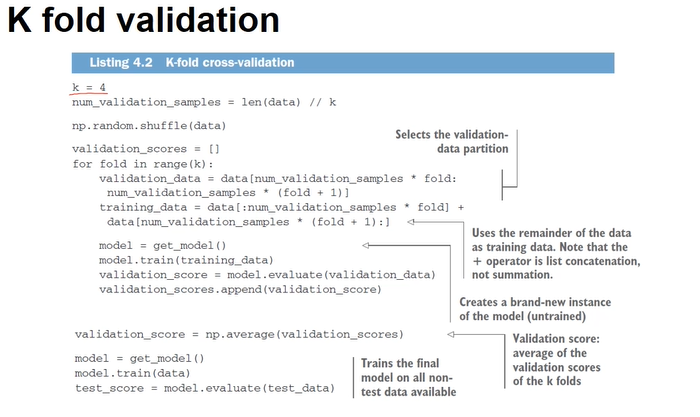 K fold validation
Listing 4.2 K-fold cross-validation
k = 4
num_validation_samples = len(data) // k
np.random.shuffle(data)
validation_scores = []
for fold in range(k):
validation_data = data[num_validation_samples * fold:
num_validation_samples * (fold + 1)]
training_data = data[:num_validation_samples * fold] +
data[num_validation_samples * (fold + 1):]
model = get_model()
model.train(training_data)
validation_score = model.evaluate(validation_data)
validation_scores.append(validation_score)
validation_score = np.average(validation_scores)
model = get_model()
model.train(data)
test_score = model.evaluate(test_data)
Selects the validation-
data partition
Uses the remainder of the data
as training data. Note that the
+ operator is list concatenation,
not summation.
Creates a brand-new instance
of the model (untrained)
Validation score:
average of the
validation scores
of the k folds
Trains the final
model on all non-
test data available